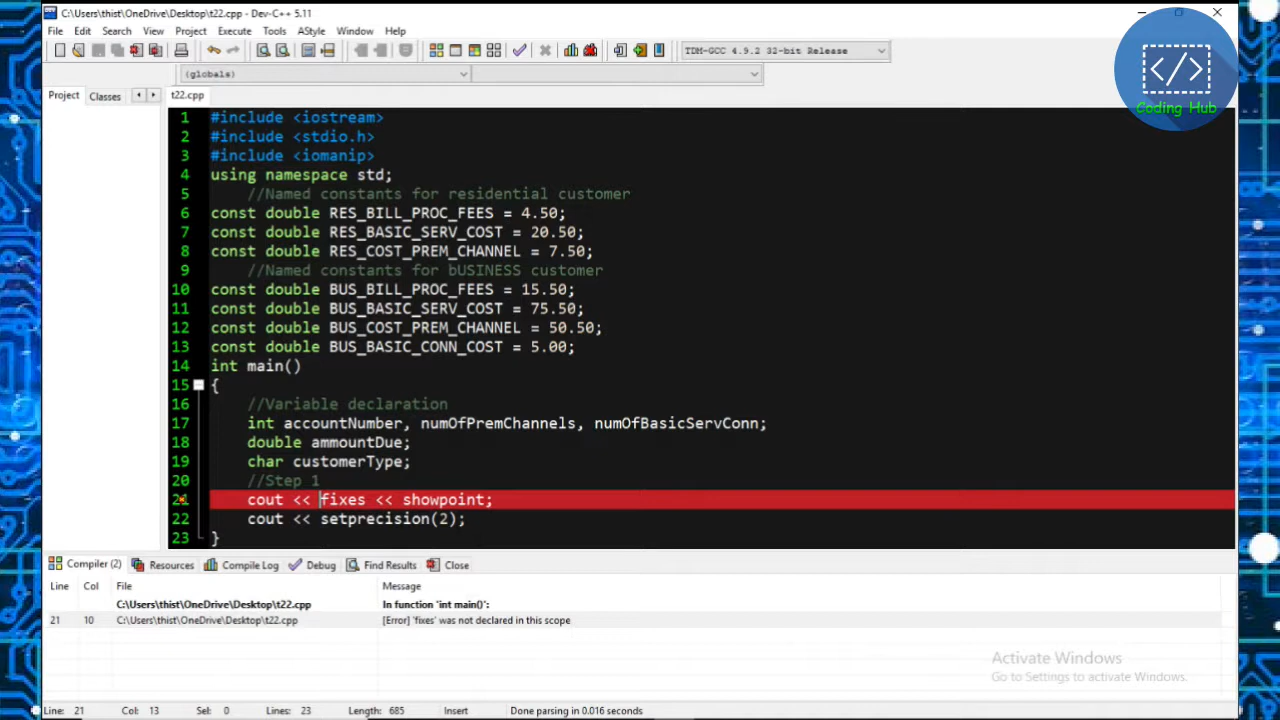 C:\Users\thist\OneDrive\Desktop\t22.cpp - Dev-C++ 5.11
File Edit Search View Project Execute Tools AStyle Window Help
TDM-GCC 4.9.2 32-bit Release
(globals)
</>
Coding Hub
Project Classes t22.cpp
1 #include <iostream>
2 #include <stdio.h>
3 #include <iomanip>
4 using namespace std;
5 //Named constants for residential customer
6 const double RES_BILL_PROC_FEES = 4.50;
7 const double RES_BASIC_SERV_COST = 20.50;
8 const double RES_COST_PREM_CHANNEL = 7.50;
9 //Named constants for bUSINESS customer
10 const double BUS_BILL_PROC_FEES = 15.50;
11 const double BUS_BASIC_SERV_COST = 75.50;
12 const double BUS_COST_PREM_CHANNEL = 50.50;
13 const double BUS_BASIC_CONN_COST = 5.00;
14 int main()
15 {
16 //Variable declaration
17 int accountNumber, numOfPremChannels, numOfBasicServConn;
18 double ammountDue;
19 char customerType;
20 //Step 1
21 cout << fixes << showpoint;
22 cout << setprecision(2);
23 }
Compiler (2) Resources Compile Log Debug Find Results Close
Line Col File Message
C:\Users\thist\OneDrive\Desktop\t22.cpp In function 'int main()':
21 10 C:\Users\thist\OneDrive\Desktop\t22.cpp [Error] 'fixes' was not declared in this scope
Activate Windows
Go to Settings to activate Windows.
Line: 21 Col: 13 Sel: 0 Lines: 23 Length: 685 Insert Done parsing in 0.016 seconds